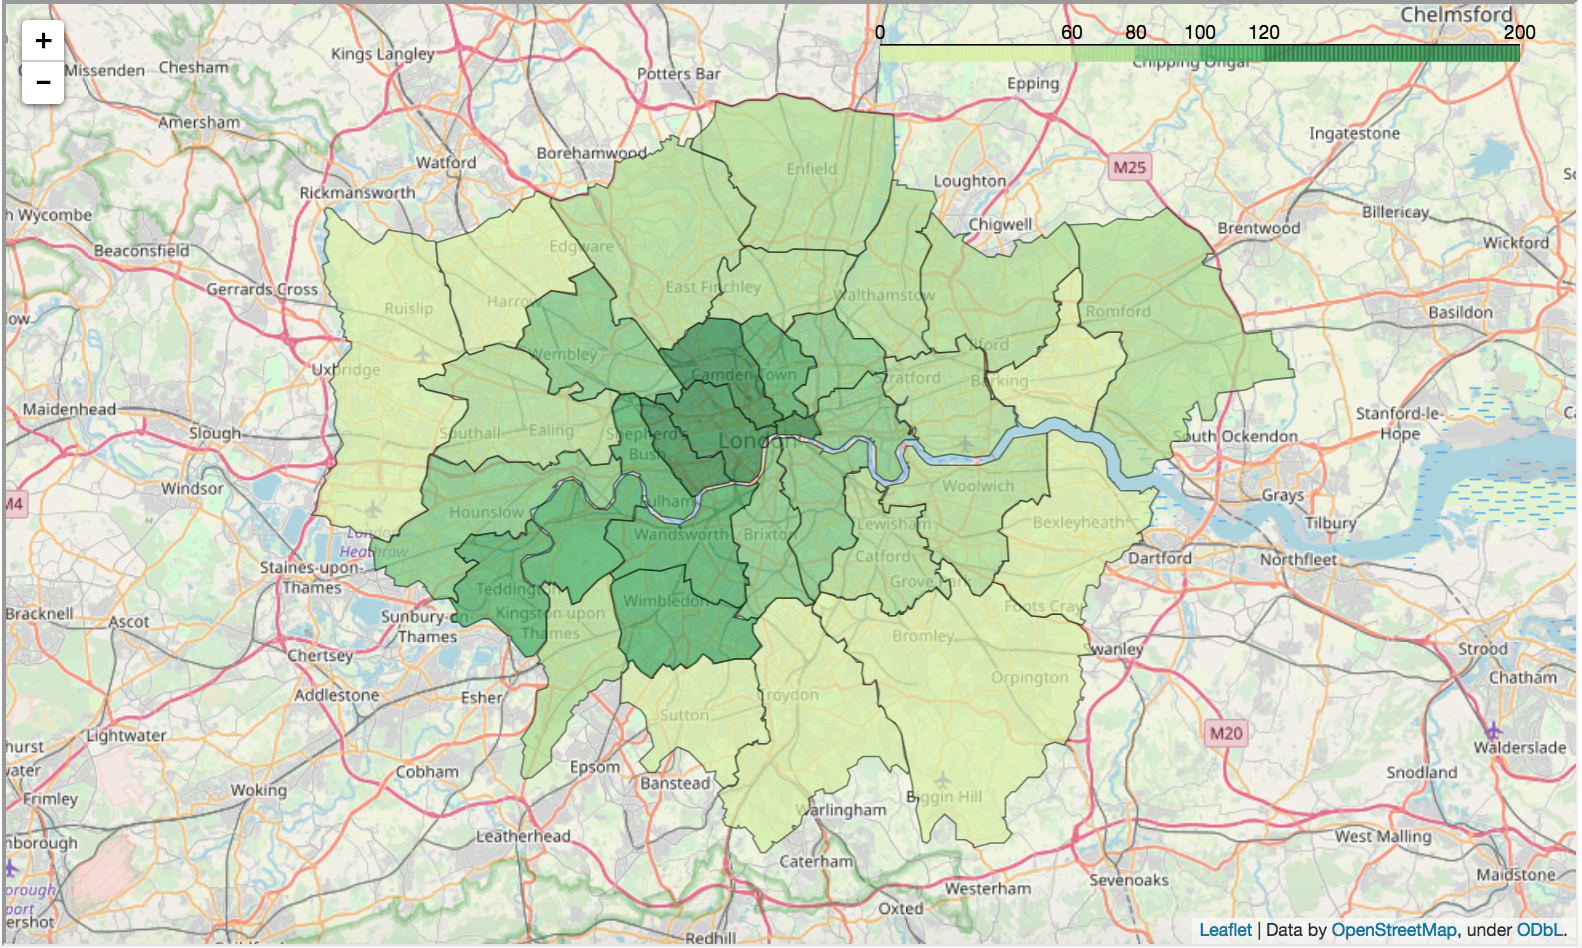 +
−
0 60 80 100 120 200
Chelmsford
Kings Langley
Missenden
Chesham
Potters Bar
Epping
Chipping Ongar
Amersham
Borehamwood
Ingatestone
Watford
Enfield
M25
Loughton
Rickmansworth
Wycombe
Chigwell
Billericay
Brentwood
Beaconsfield
Edgware
Wickford
Gerrards Cross
East Finchley
Walthamstow
Ruislip
Harrow
Romford
Basildon
Ilford
Wembley
Uxbridge
Camden Town
Stratford
Barking
Maidenhead
Stanford-le-
Hope
Slough
Southall
Ealing
Shepherd's
Bush
London
South Ockendon
Windsor
Woolwich
M4
Grays
Fulham
Hounslow
Lewisham
Bexleyheath
Tilbury
Wandsworth
Brixton
Heathrow
Catford
Dartford
Northfleet
Staines-upon-
Thames
Teddington
Grove Park
Wimbledon
Foots Cray
Bracknell
Ascot
Sunbury-on-
Thames
Kingston-upon
Thames
Bromley
Swanley
Strood
Chertsey
Orpington
Chatham
Addlestone
Esher
Croydon
Sutton
Lightwater
M20
Walderslade
Epsom
Cobham
Banstead
Snodland
Woking
Frimley
Biggin Hill
Warlingham
Leatherhead
West Malling
Caterham
Maidstone
Sevenoaks
Westerham
Oxted
Redhill
Leaflet | Data by OpenStreetMap, under ODbL.